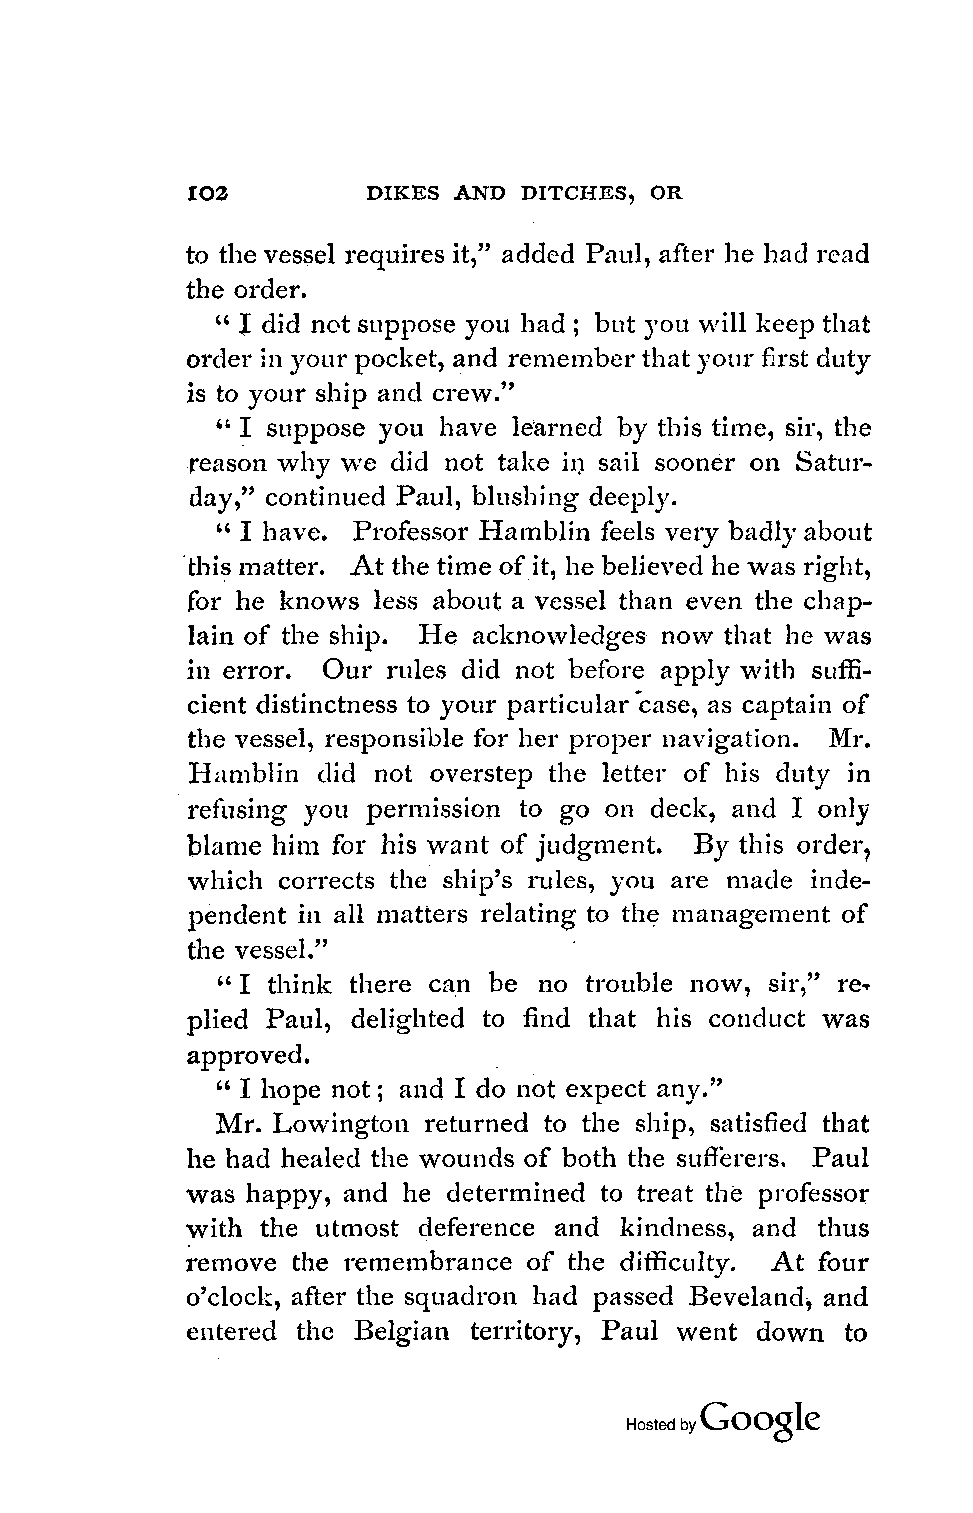 102 DIKES AND DITCHES, OR
to the vessel requires it,” added Paul, after he had read
the order.
“ I did not suppose you had ; but you will keep that
order in your pocket, and remember that your first duty
is to your ship and crew.”
“ I suppose you have learned by this time, sir, the
reason why we did not take in sail sooner on Satur-
day,” continued Paul, blushing deeply.
“ I have. Professor Hamblin feels very badly about
this matter. At the time of it, he believed he was right,
for he knows less about a vessel than even the chap-
lain of the ship. He acknowledges now that he was
in error. Our rules did not before apply with suffi-
cient distinctness to your particular case, as captain of
the vessel, responsible for her proper navigation. Mr.
Hamblin did not overstep the letter of his duty in
refusing you permission to go on deck, and I only
blame him for his want of judgment. By this order,
which corrects the ship’s rules, you are made inde-
pendent in all matters relating to the management of
the vessel.”
“ I think there can be no trouble now, sir,” re-
plied Paul, delighted to find that his conduct was
approved.
“ I hope not ; and I do not expect any.”
Mr. Lowington returned to the ship, satisfied that
he had healed the wounds of both the sufferers. Paul
was happy, and he determined to treat the professor
with the utmost deference and kindness, and thus
remove the remembrance of the difficulty. At four
o’clock, after the squadron had passed Beveland, and
entered the Belgian territory, Paul went down to
Hosted by Google